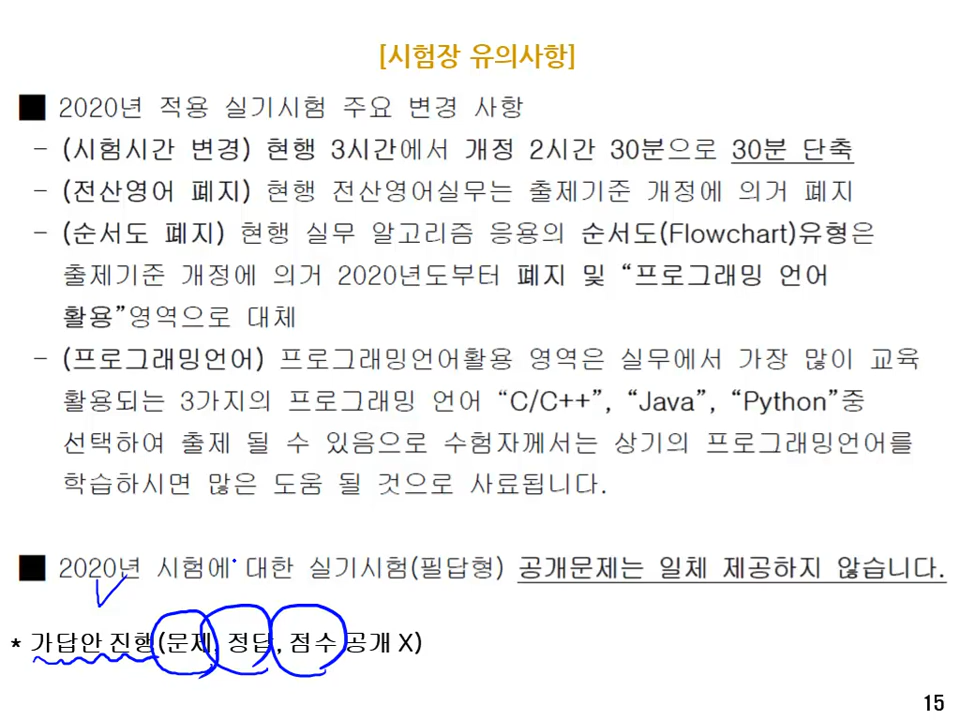 [시험장 유의사항]
■ 2020년 적용 실기시험 주요 변경 사항
- (시험시간 변경) 현행 3시간에서 개정 2시간 30분으로 30분 단축
- (전산영어 폐지) 현행 전산영어실무는 출제기준 개정에 의거 폐지
- (순서도 폐지) 현행 실무 알고리즘 응용의 순서도(Flowchart)유형은
출제기준 개정에 의거 2020년도부터 폐지 및 “프로그래밍 언어
활용”영역으로 대체
- (프로그래밍언어) 프로그래밍언어활용 영역은 실무에서 가장 많이 교육
활용되는 3가지의 프로그래밍 언어 “C/C++”, “Java”, “Python”중
선택하여 출제 될 수 있음으로 수험자께서는 상기의 프로그래밍언어를
학습하시면 많은 도움 될 것으로 사료됩니다.
■ 2020년 시험에 대한 실기시험(필답형) 공개문제는 일체 제공하지 않습니다.
* 가답안 진행(문제, 정답, 점수 공개 X)
15